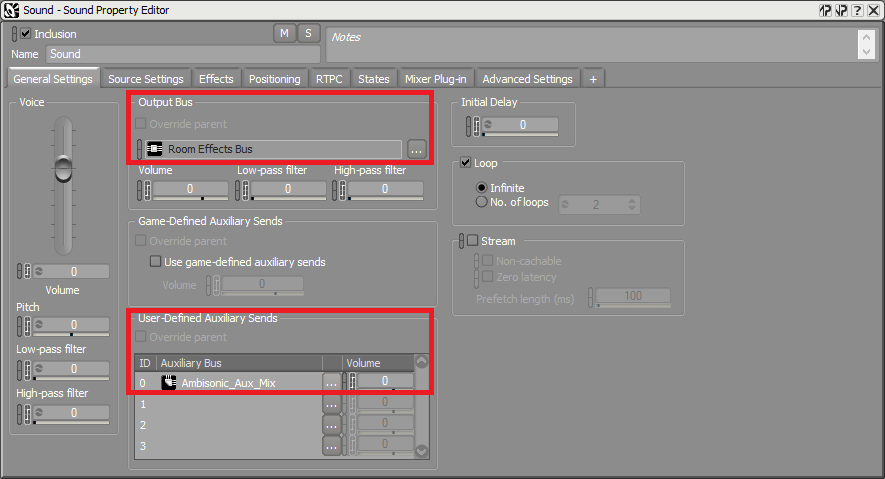 Sound - Sound Property Editor
Inclusion
M S
Notes
Name Sound
General Settings Source Settings Effects Positioning RTPC States Mixer Plug-in Advanced Settings +
Voice
0
Volume
Pitch
0
Low-pass filter
0
High-pass filter
0
Output Bus
Override parent
Room Effects Bus ...
Volume Low-pass filter High-pass filter
0 0 0
Game-Defined Auxiliary Sends
Override parent
Use game-defined auxiliary sends
Volume 0
User-Defined Auxiliary Sends
Override parent
ID Auxiliary Bus Volume
0 Ambisonic_Aux_Mix ... 0
1 ... 0
2 ... 0
3 ... 0
Initial Delay
0
Loop
Infinite
No. of loops 2
Stream
Non-cachable
Zero latency
Prefetch length (ms) 100